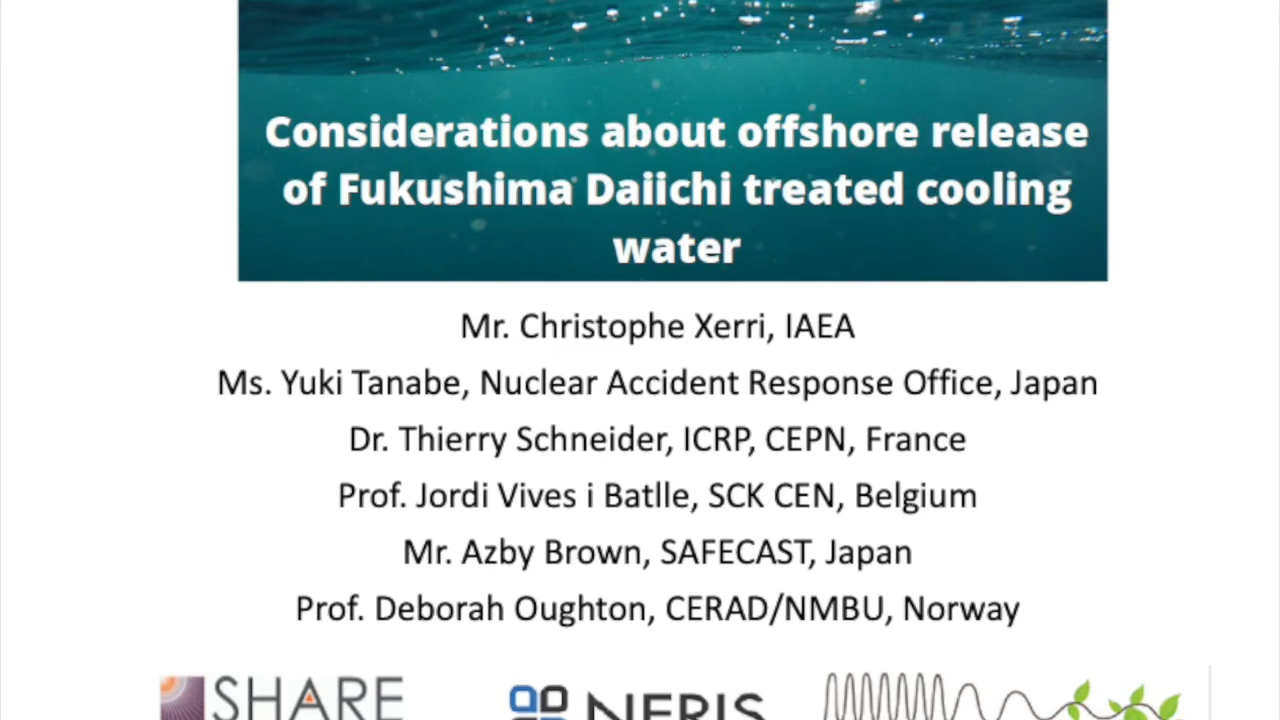 Considerations about offshore release
of Fukushima Daiichi treated cooling
water
Mr. Christophe Xerri, IAEA
Ms. Yuki Tanabe, Nuclear Accident Response Office, Japan
Dr. Thierry Schneider, ICRP, CEPN, France
Prof. Jordi Vives i Batlle, SCK CEN, Belgium
Mr. Azby Brown, SAFECAST, Japan
Prof. Deborah Oughton, CERAD/NMBU, Norway
SHARE NERIS